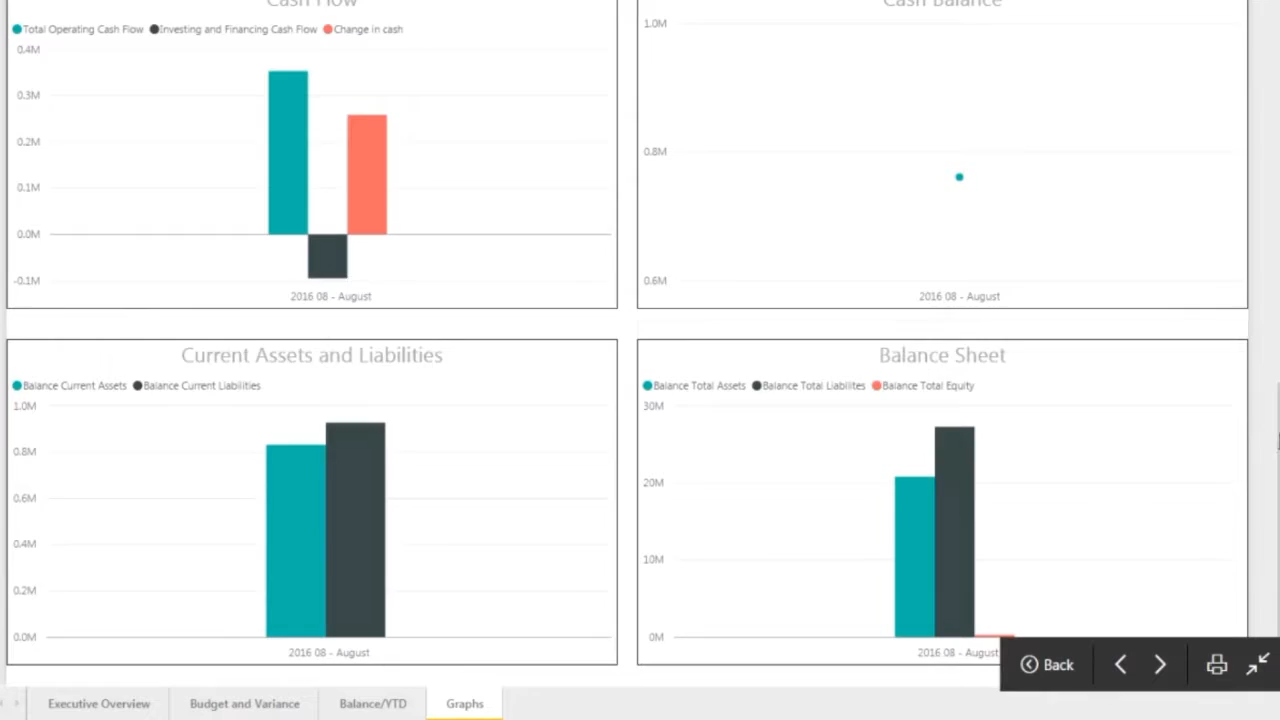 Cash Flow
Total Operating Cash Flow Investing and Financing Cash Flow Change in cash
0.4M
0.3M
0.2M
0.1M
0.0M
-0.1M
2016 08 - August
Cash Balance
1.0M
0.8M
0.6M
2016 08 - August
Current Assets and Liabilities
Balance Current Assets Balance Current Liabilities
1.0M
0.8M
0.6M
0.4M
0.2M
0.0M
2016 08 - August
Balance Sheet
Balance Total Assets Balance Total Liabilites Balance Total Equity
30M
20M
10M
0M
2016 08 - August
Back
Executive Overview Budget and Variance Balance/YTD Graphs